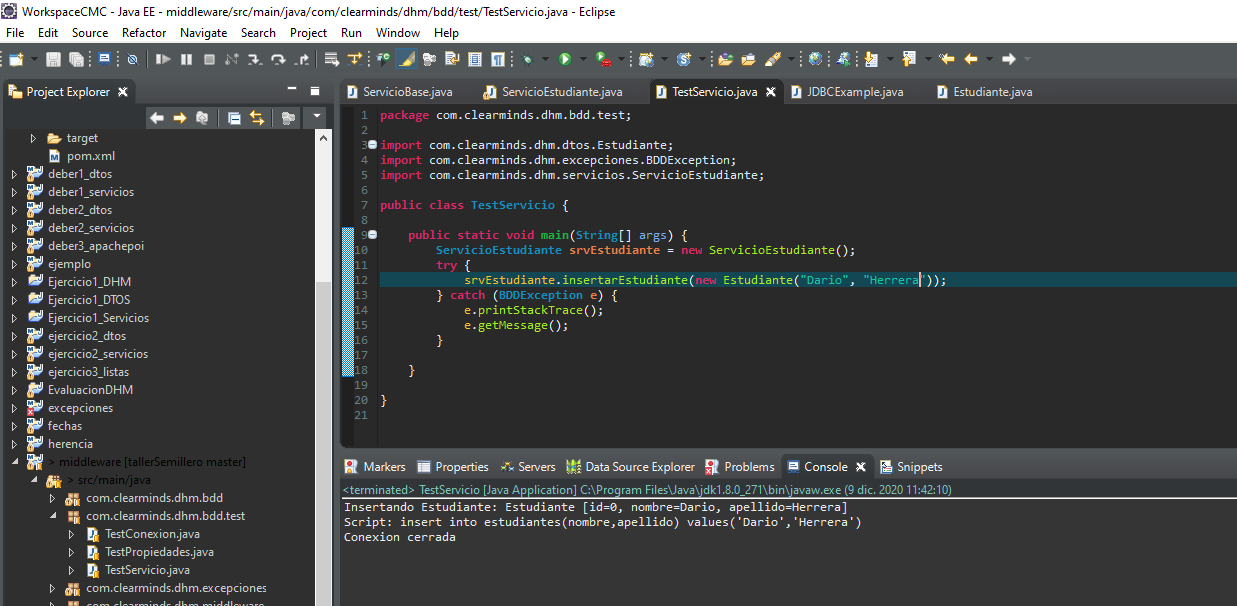 WorkspaceCMC - Java EE - middleware/src/main/java/com/clearminds/dhm/bdd/test/TestServicio.java - Eclipse
File Edit Source Refactor Navigate Search Project Run Window Help
Project Explorer
target
pom.xml
deber1_dtos
deber1_servicios
deber2_dtos
deber2_servicios
deber3_apachepoi
ejemplo
Ejercicio1_DHM
Ejercicio1_DTOS
Ejercicio1_Servicios
ejercicio2_dtos
ejercicio2_servicios
ejercicio3_listas
EvaluacionDHM
excepciones
fechas
herencia
> middleware [tallerSemillero master]
> src/main/java
com.clearminds.dhm.bdd
com.clearminds.dhm.bdd.test
TestConexion.java
TestPropiedades.java
TestServicio.java
com.clearminds.dhm.excepciones
com.clearminds.dhm.middleware
ServicioBase.java ServicioEstudiante.java TestServicio.java JDBCExample.java Estudiante.java
1 package com.clearminds.dhm.bdd.test;
2
3 import com.clearminds.dhm.dtos.Estudiante;
4 import com.clearminds.dhm.excepciones.BDDException;
5 import com.clearminds.dhm.servicios.ServicioEstudiante;
6
7 public class TestServicio {
8
9 public static void main(String[] args) {
10 ServicioEstudiante srvEstudiante = new ServicioEstudiante();
11 try {
12 srvEstudiante.insertarEstudiante(new Estudiante("Dario", "Herrera"));
13 } catch (BDDException e) {
14 e.printStackTrace();
15 e.getMessage();
16 }
17
18 }
19
20 }
21
Markers Properties Servers Data Source Explorer Problems Console Snippets
<terminated> TestServicio [Java Application] C:\Program Files\Java\jdk1.8.0_271\bin\javaw.exe (9 dic. 2020 11:42:10)
Insertando Estudiante: Estudiante [id=0, nombre=Dario, apellido=Herrera]
Script: insert into estudiantes(nombre,apellido) values('Dario','Herrera')
Conexion cerrada